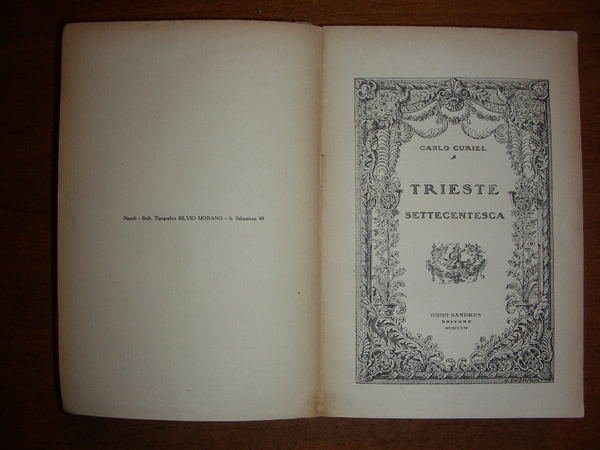 Napoli - Stab. Tipografico SILVIO MORANO - S. Sebastiano 48
CARLO CURIEL
TRIESTE
SETTECENTESCA
REMO SANDRON
EDITORE